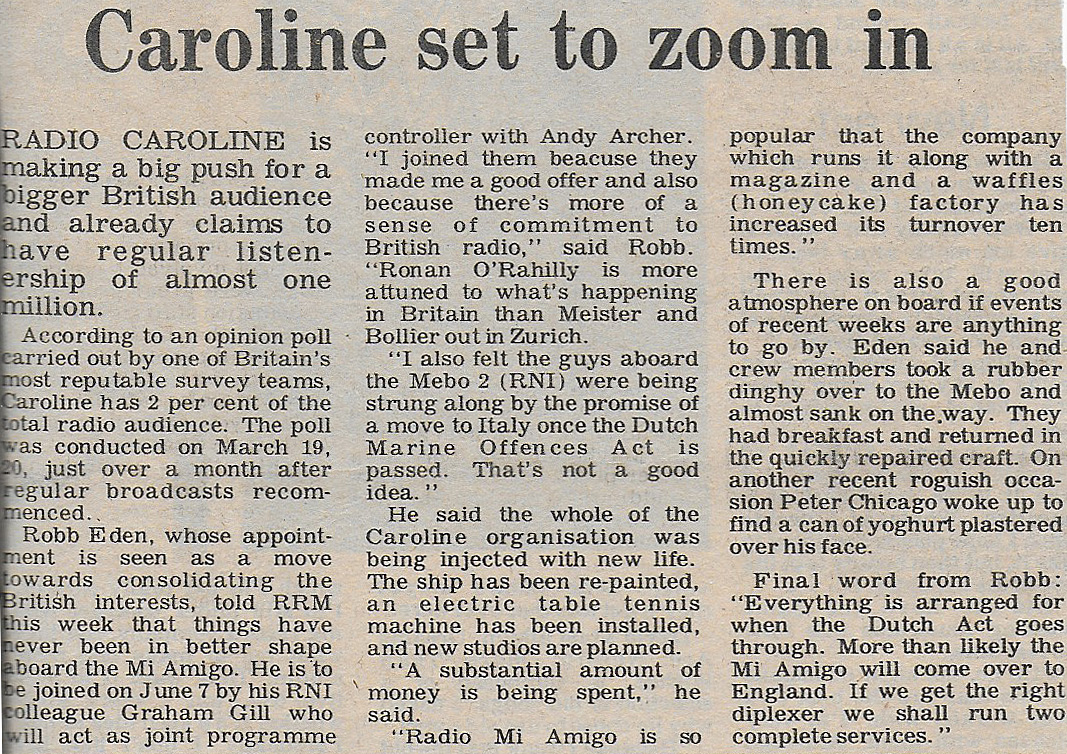 Caroline set to zoom in
RADIO CAROLINE is
making a big push for a
bigger British audience
and already claims to
have regular listen-
ership of almost one
million.
According to an opinion poll
carried out by one of Britain's
most reputable survey teams,
Caroline has 2 per cent of the
total radio audience. The poll
was conducted on March 19,
20, just over a month after
regular broadcasts recom-
menced.
Robb Eden, whose appoint-
ment is seen as a move
towards consolidating the
British interests, told RRM
this week that things have
never been in better shape
aboard the Mi Amigo. He is to
be joined on June 7 by his RNI
colleague Graham Gill who
will act as joint programme
controller with Andy Archer.
"I joined them beacuse they
made me a good offer and also
because there's more of a
sense of commitment to
British radio," said Robb.
"Ronan O'Rahilly is more
attuned to what's happening
in Britain than Meister and
Bollier out in Zurich.
"I also felt the guys aboard
the Mebo 2 (RNI) were being
strung along by the promise of
a move to Italy once the Dutch
Marine Offences Act is
passed. That's not a good
idea."
He said the whole of the
Caroline organisation was
being injected with new life.
The ship has been re-painted,
an electric table tennis
machine has been installed,
and new studios are planned.
"A substantial amount of
money is being spent," he
said.
"Radio Mi Amigo is so
popular that the company
which runs it along with a
magazine and a waffles
(honeycake) factory has
increased its turnover ten
times."
There is also a good
atmosphere on board if events
of recent weeks are anything
to go by. Eden said he and
crew members took a rubber
dinghy over to the Mebo and
almost sank on the way. They
had breakfast and returned in
the quickly repaired craft. On
another recent roguish occa-
sion Peter Chicago woke up to
find a can of yoghurt plastered
over his face.
Final word from Robb:
"Everything is arranged for
when the Dutch Act goes
through. More than likely the
Mi Amigo will come over to
England. If we get the right
diplexer we shall run two
complete services."